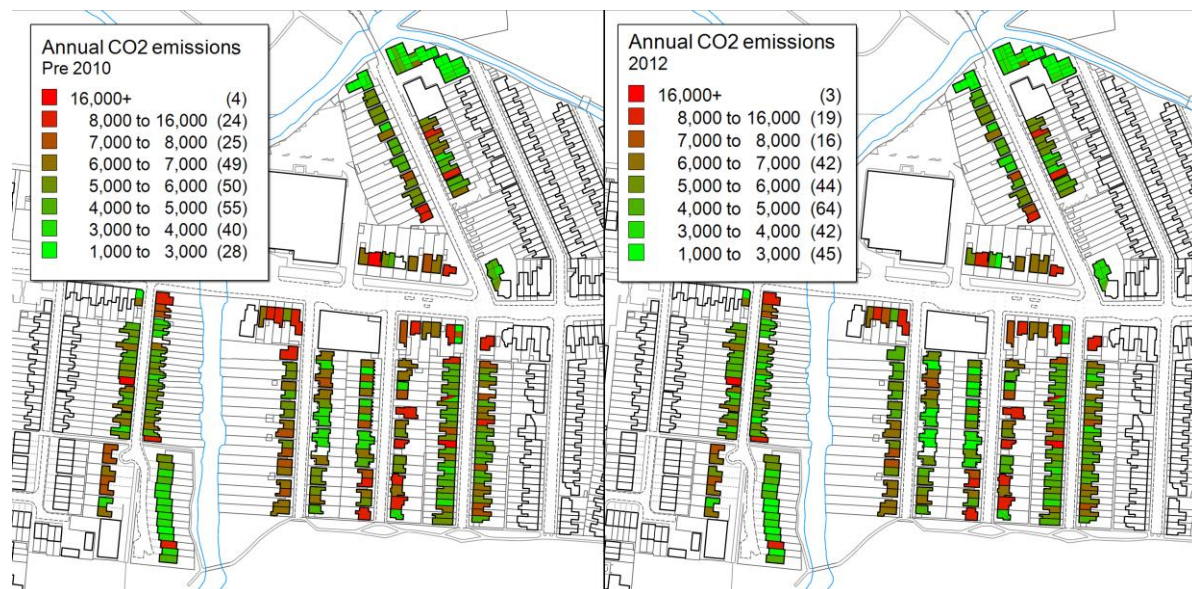 Annual CO2 emissions
Pre 2010
16,000+ (4)
8,000 to 16,000 (24)
7,000 to 8,000 (25)
6,000 to 7,000 (49)
5,000 to 6,000 (50)
4,000 to 5,000 (55)
3,000 to 4,000 (40)
1,000 to 3,000 (28)
Annual CO2 emissions
2012
16,000+ (3)
8,000 to 16,000 (19)
7,000 to 8,000 (16)
6,000 to 7,000 (42)
5,000 to 6,000 (44)
4,000 to 5,000 (64)
3,000 to 4,000 (42)
1,000 to 3,000 (45)